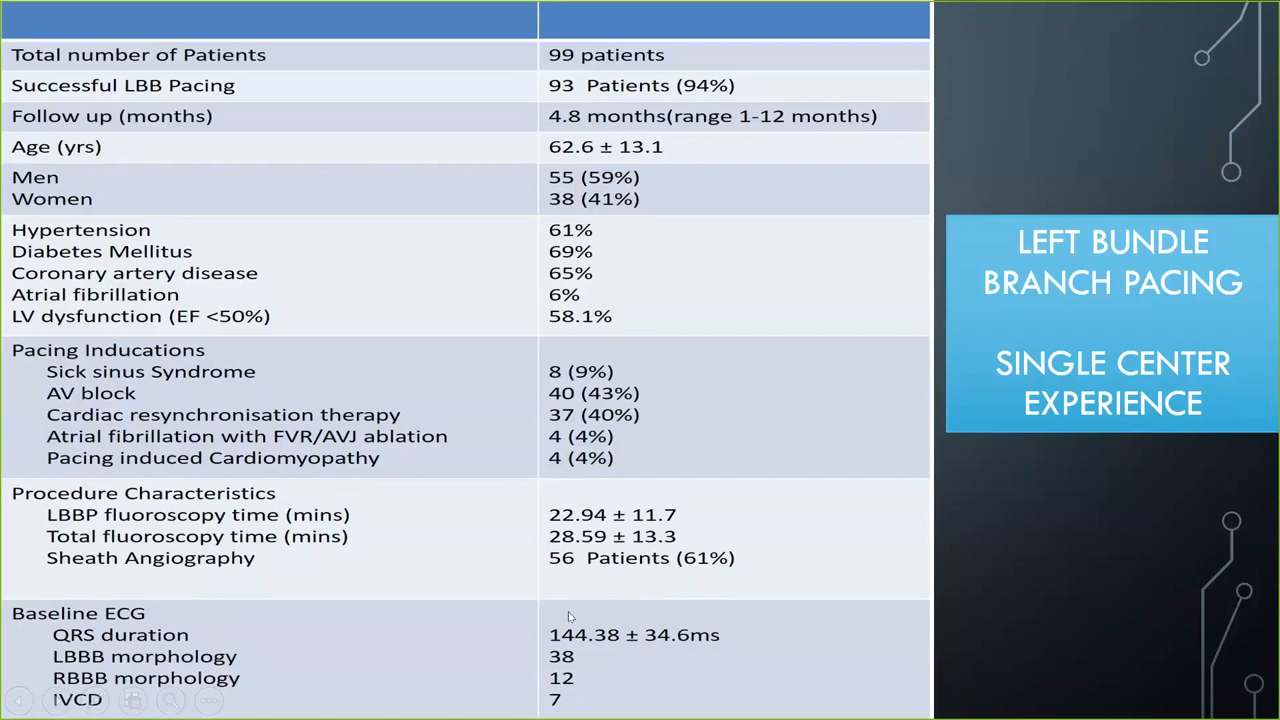 Total number of Patients 99 patients
Successful LBB Pacing 93 Patients (94%)
Follow up (months) 4.8 months(range 1-12 months)
Age (yrs) 62.6 ± 13.1
Men 55 (59%)
Women 38 (41%)
Hypertension 61%
Diabetes Mellitus 69%
Coronary artery disease 65%
Atrial fibrillation 6%
LV dysfunction (EF <50%) 58.1%
Pacing Inducations
Sick sinus Syndrome 8 (9%)
AV block 40 (43%)
Cardiac resynchronisation therapy 37 (40%)
Atrial fibrillation with FVR/AVJ ablation 4 (4%)
Pacing induced Cardiomyopathy 4 (4%)
Procedure Characteristics
LBBP fluoroscopy time (mins) 22.94 ± 11.7
Total fluoroscopy time (mins) 28.59 ± 13.3
Sheath Angiography 56 Patients (61%)
Baseline ECG
QRS duration 144.38 ± 34.6ms
LBBB morphology 38
RBBB morphology 12
IVCD 7
LEFT BUNDLE
BRANCH PACING
SINGLE CENTER
EXPERIENCE